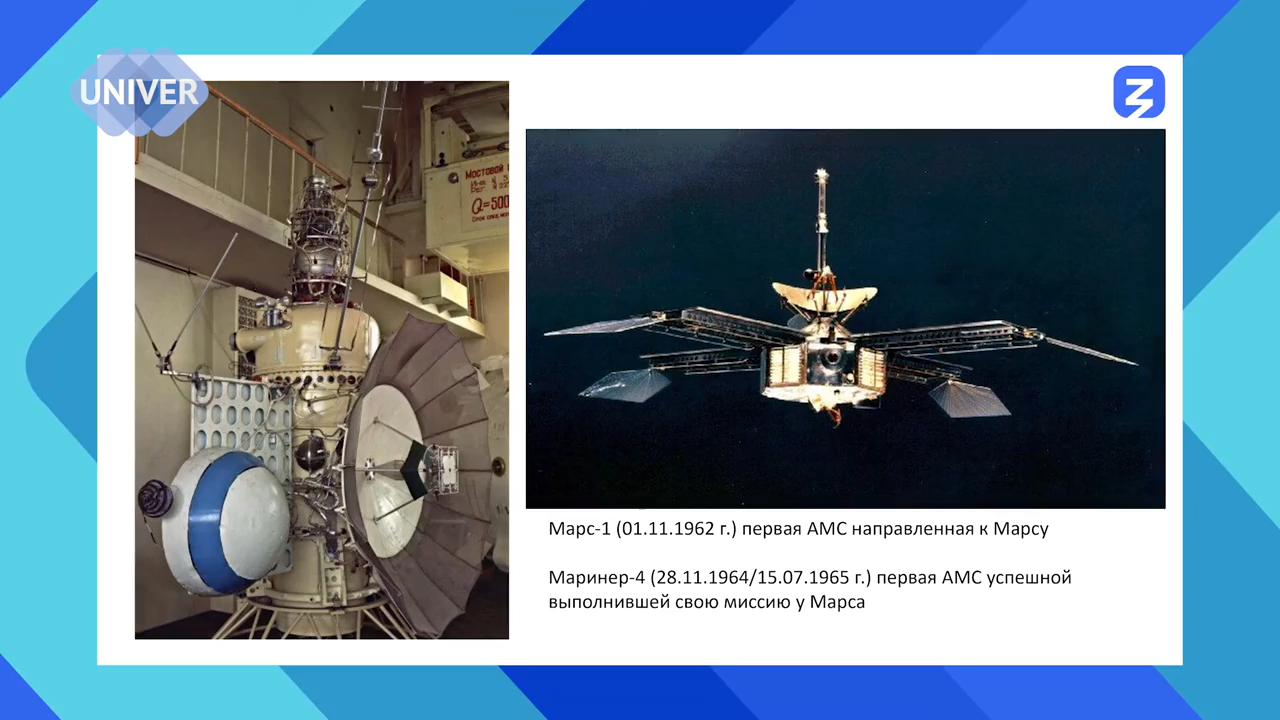 UNIVER
Мостовой
Q=500
Марс-1 (01.11.1962 г.) первая АМС направленная к Марсу
Маринер-4 (28.11.1964/15.07.1965 г.) первая АМС успешной
выполнившей свою миссию у Марса